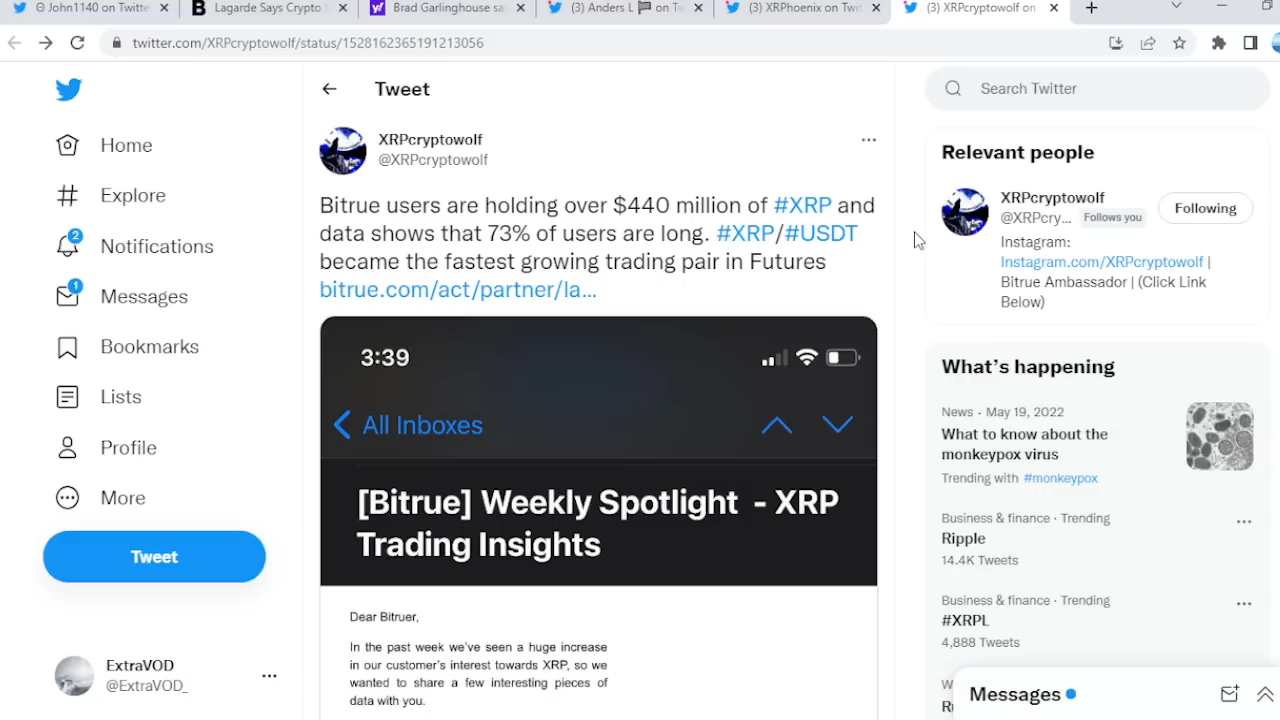 John1140 on Twitte
Lagarde Says Crypto
Brad Garlinghouse sa
(3) Anders L on Tw
(3) XRPhoenix on Twit
(3) XRPcryptowolf on
twitter.com/XRPcryptowolf/status/1528162365191213056
Home
Explore
2
Notifications
1
Messages
Bookmarks
Lists
Profile
More
Tweet
ExtraVOD
@ExtraVOD_
Tweet
XRPcryptowolf
@XRPcryptowolf
Bitrue users are holding over $440 million of #XRP and
data shows that 73% of users are long. #XRP/#USDT
became the fastest growing trading pair in Futures
bitrue.com/act/partner/la...
3:39
All Inboxes
[Bitrue] Weekly Spotlight - XRP
Trading Insights
Dear Bitruer,
In the past week we've seen a huge increase
in our customer's interest towards XRP, so we
wanted to share a few interesting pieces of
data with you.
Search Twitter
Relevant people
XRPcryptowolf
@XRPcry... Follows you
Following
Instagram:
Instagram.com/XRPcryptowolf |
Bitrue Ambassador | (Click Link
Below)
What's happening
News · May 19, 2022
What to know about the
monkeypox virus
Trending with #monkeypox
Business & finance · Trending
Ripple
14.4K Tweets
Business & finance · Trending
#XRPL
4,888 Tweets
Messages